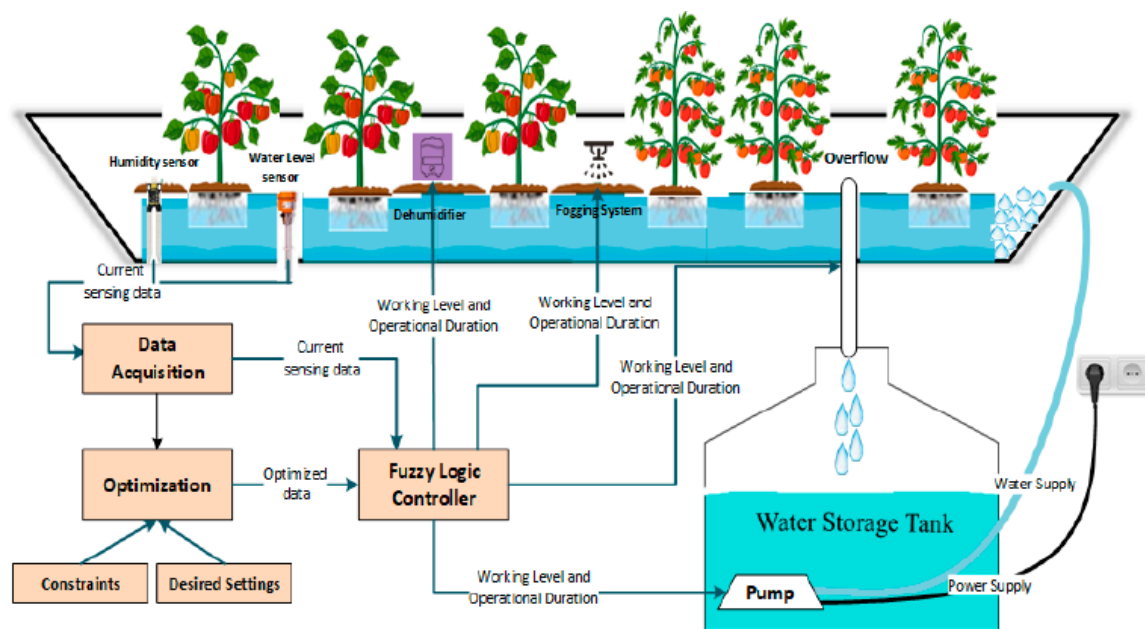 Humidity sensor
Water Level
sensor
Dehumidifier
Fogging System
Overflow
Current
sensing data
Working Level and
Operational Duration
Working Level and
Operational Duration
Working Level and
Operational Duration
Data
Acquisition
Current
sensing data
Optimization
Optimized
data
Fuzzy Logic
Controller
Constraints
Desired Settings
Working Level and
Operational Duration
Water Storage Tank
Pump
Water Supply
Power Supply